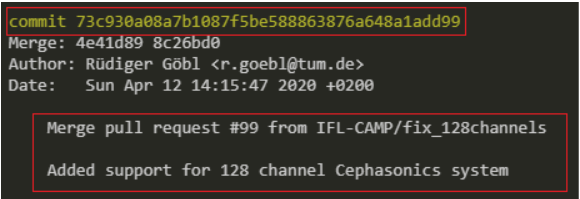 commit 73c930a08a7b1087f5be588863876a648a1add99
Merge: 4e41d89 8c26bd0
Author: Rüdiger Göbl <r.goebl@tum.de>
Date:   Sun Apr 12 14:15:47 2020 +0200
Merge pull request #99 from IFL-CAMP/fix_128channels
Added support for 128 channel Cephasonics system